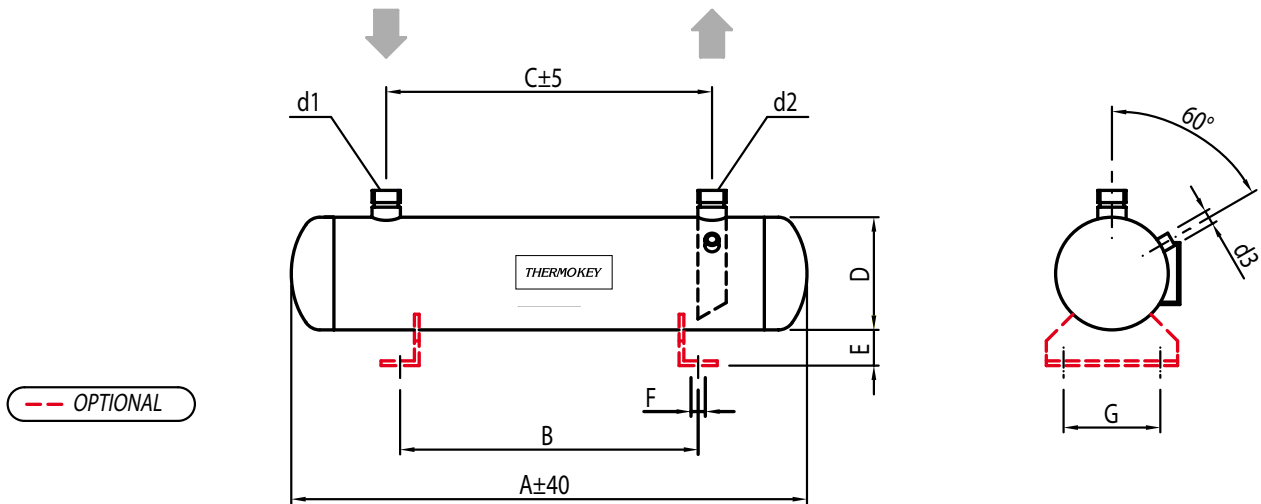 C±5
d1
d2
60°
d3
THERMOKEY
D
E
F
OPTIONAL
B
G
A±40